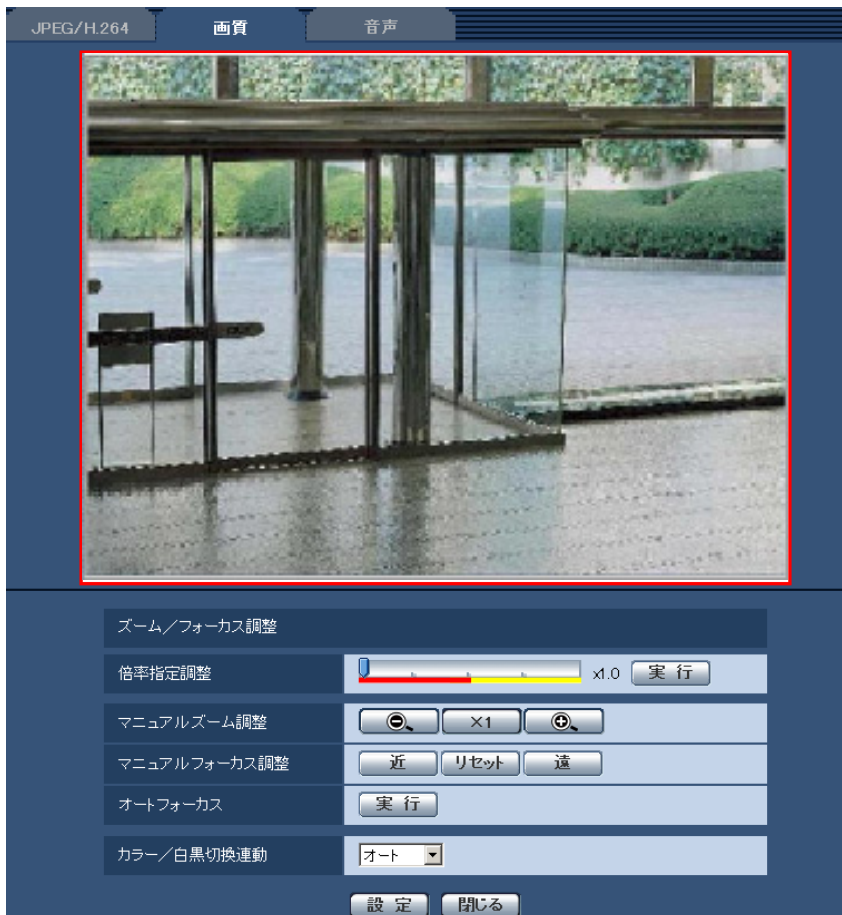 JPEG/H.264 画質 音声
ズーム／フォーカス調整
倍率指定調整 x1.0 実行
マニュアルズーム調整 ×1
マニュアルフォーカス調整 近 リセット 遠
オートフォーカス 実行
カラー／白黒切換連動 オート
設定 閉じる